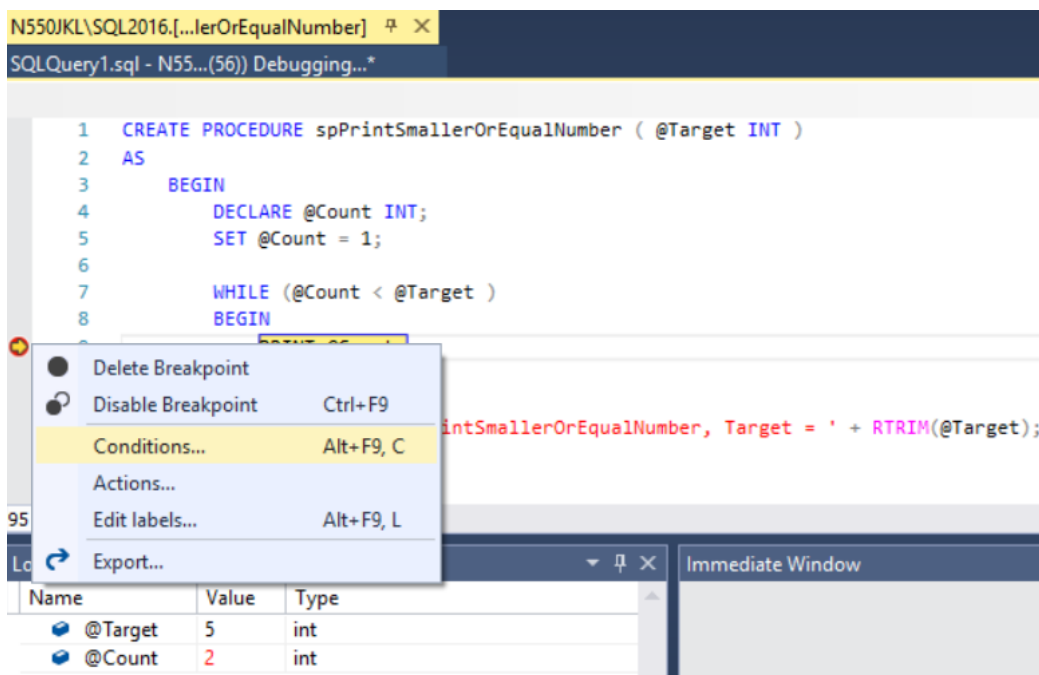 N550JKL\SQL2016.[...lerOrEqualNumber]
SQLQuery1.sql - N55...(56)) Debugging...*
1 CREATE PROCEDURE spPrintSmallerOrEqualNumber ( @Target INT )
2 AS
3 BEGIN
4 DECLARE @Count INT;
5 SET @Count = 1;
6
7 WHILE (@Count < @Target )
8 BEGIN
Delete Breakpoint
Disable Breakpoint Ctrl+F9
intSmallerOrEqualNumber, Target = ' + RTRIM(@Target);
Conditions... Alt+F9, C
Actions...
95
Edit labels... Alt+F9, L
Export...
Immediate Window
Name Value Type
@Target 5 int
@Count 2 int